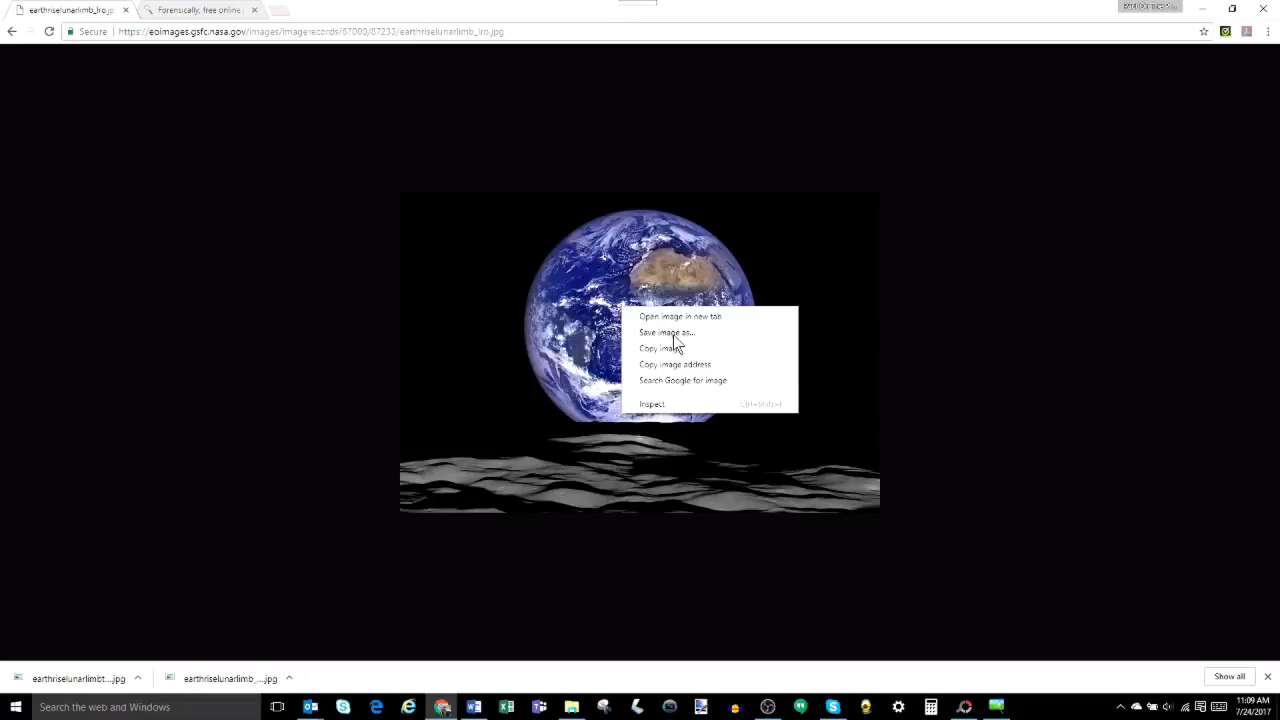 earthriselunarlimb_lro.jp
Forensically, free online
Secure
https://eoimages.gsfc.nasa.gov/images/imagerecords/87000/87233/earthriselunarlimb_lro.jpg
Open image in new tab
Save image as...
Copy image
Copy image address
Search Google for image
Inspect
earthriselunarlimbt....jpg
earthriselunarlimb_...jpg
Show all
Search the web and Windows
11:09 AM
7/24/2017